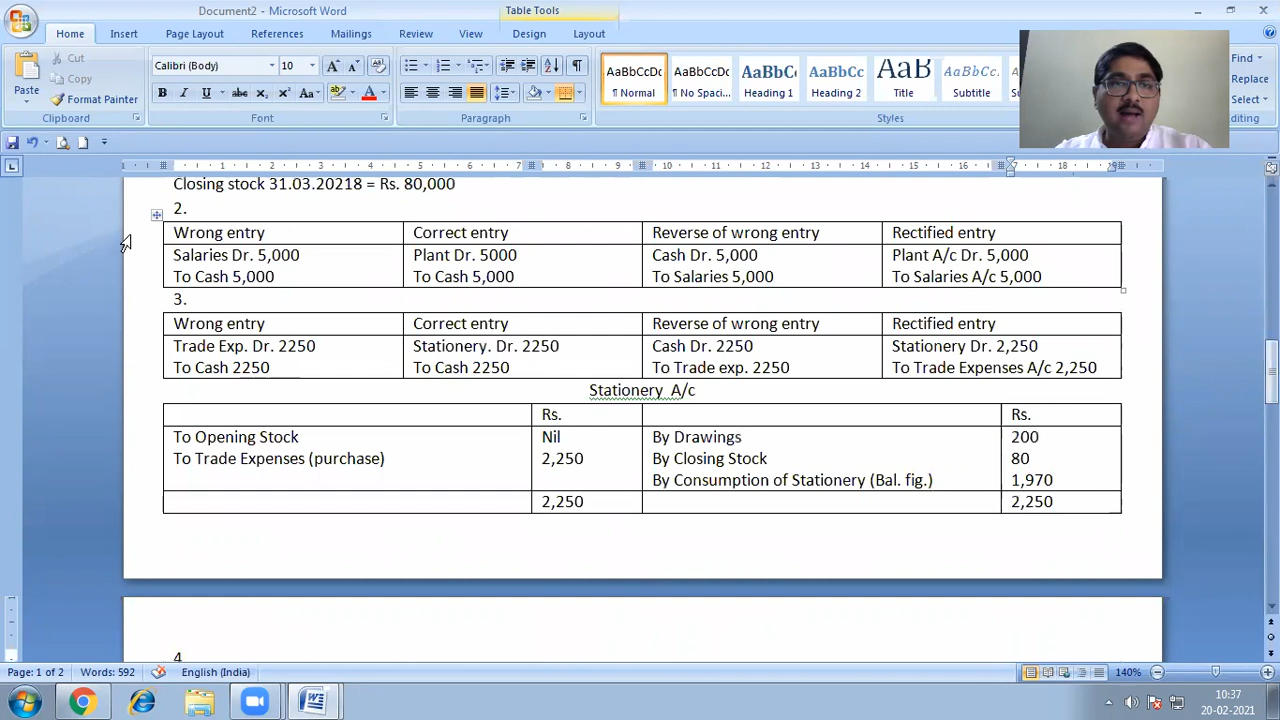 Document2 - Microsoft Word
Table Tools
Home Insert Page Layout References Mailings Review View Design Layout
Cut
Copy
Format Painter
Paste
Clipboard
Calibri (Body) 10
Font
Paragraph
AaBbCcDc AaBbCcDc AaBbC AaBbCc AaB AaBbCc.
¶ Normal ¶ No Spaci... Heading 1 Heading 2 Title Subtitle
Styles
Find
Replace
Select
Closing stock 31.03.20218 = Rs. 80,000
2.
Wrong entry Correct entry Reverse of wrong entry Rectified entry
Salaries Dr. 5,000 Plant Dr. 5000 Cash Dr. 5,000 Plant A/c Dr. 5,000
To Cash 5,000 To Cash 5,000 To Salaries 5,000 To Salaries A/c 5,000
3.
Wrong entry Correct entry Reverse of wrong entry Rectified entry
Trade Exp. Dr. 2250 Stationery. Dr. 2250 Cash Dr. 2250 Stationery Dr. 2,250
To Cash 2250 To Cash 2250 To Trade exp. 2250 To Trade Expenses A/c 2,250
Stationery A/c
Rs. Rs.
To Opening Stock Nil By Drawings 200
To Trade Expenses (purchase) 2,250 By Closing Stock 80
By Consumption of Stationery (Bal. fig.) 1,970
2,250 2,250
4
Page: 1 of 2 Words: 592 English (India) 140%
10:37
20-02-2021